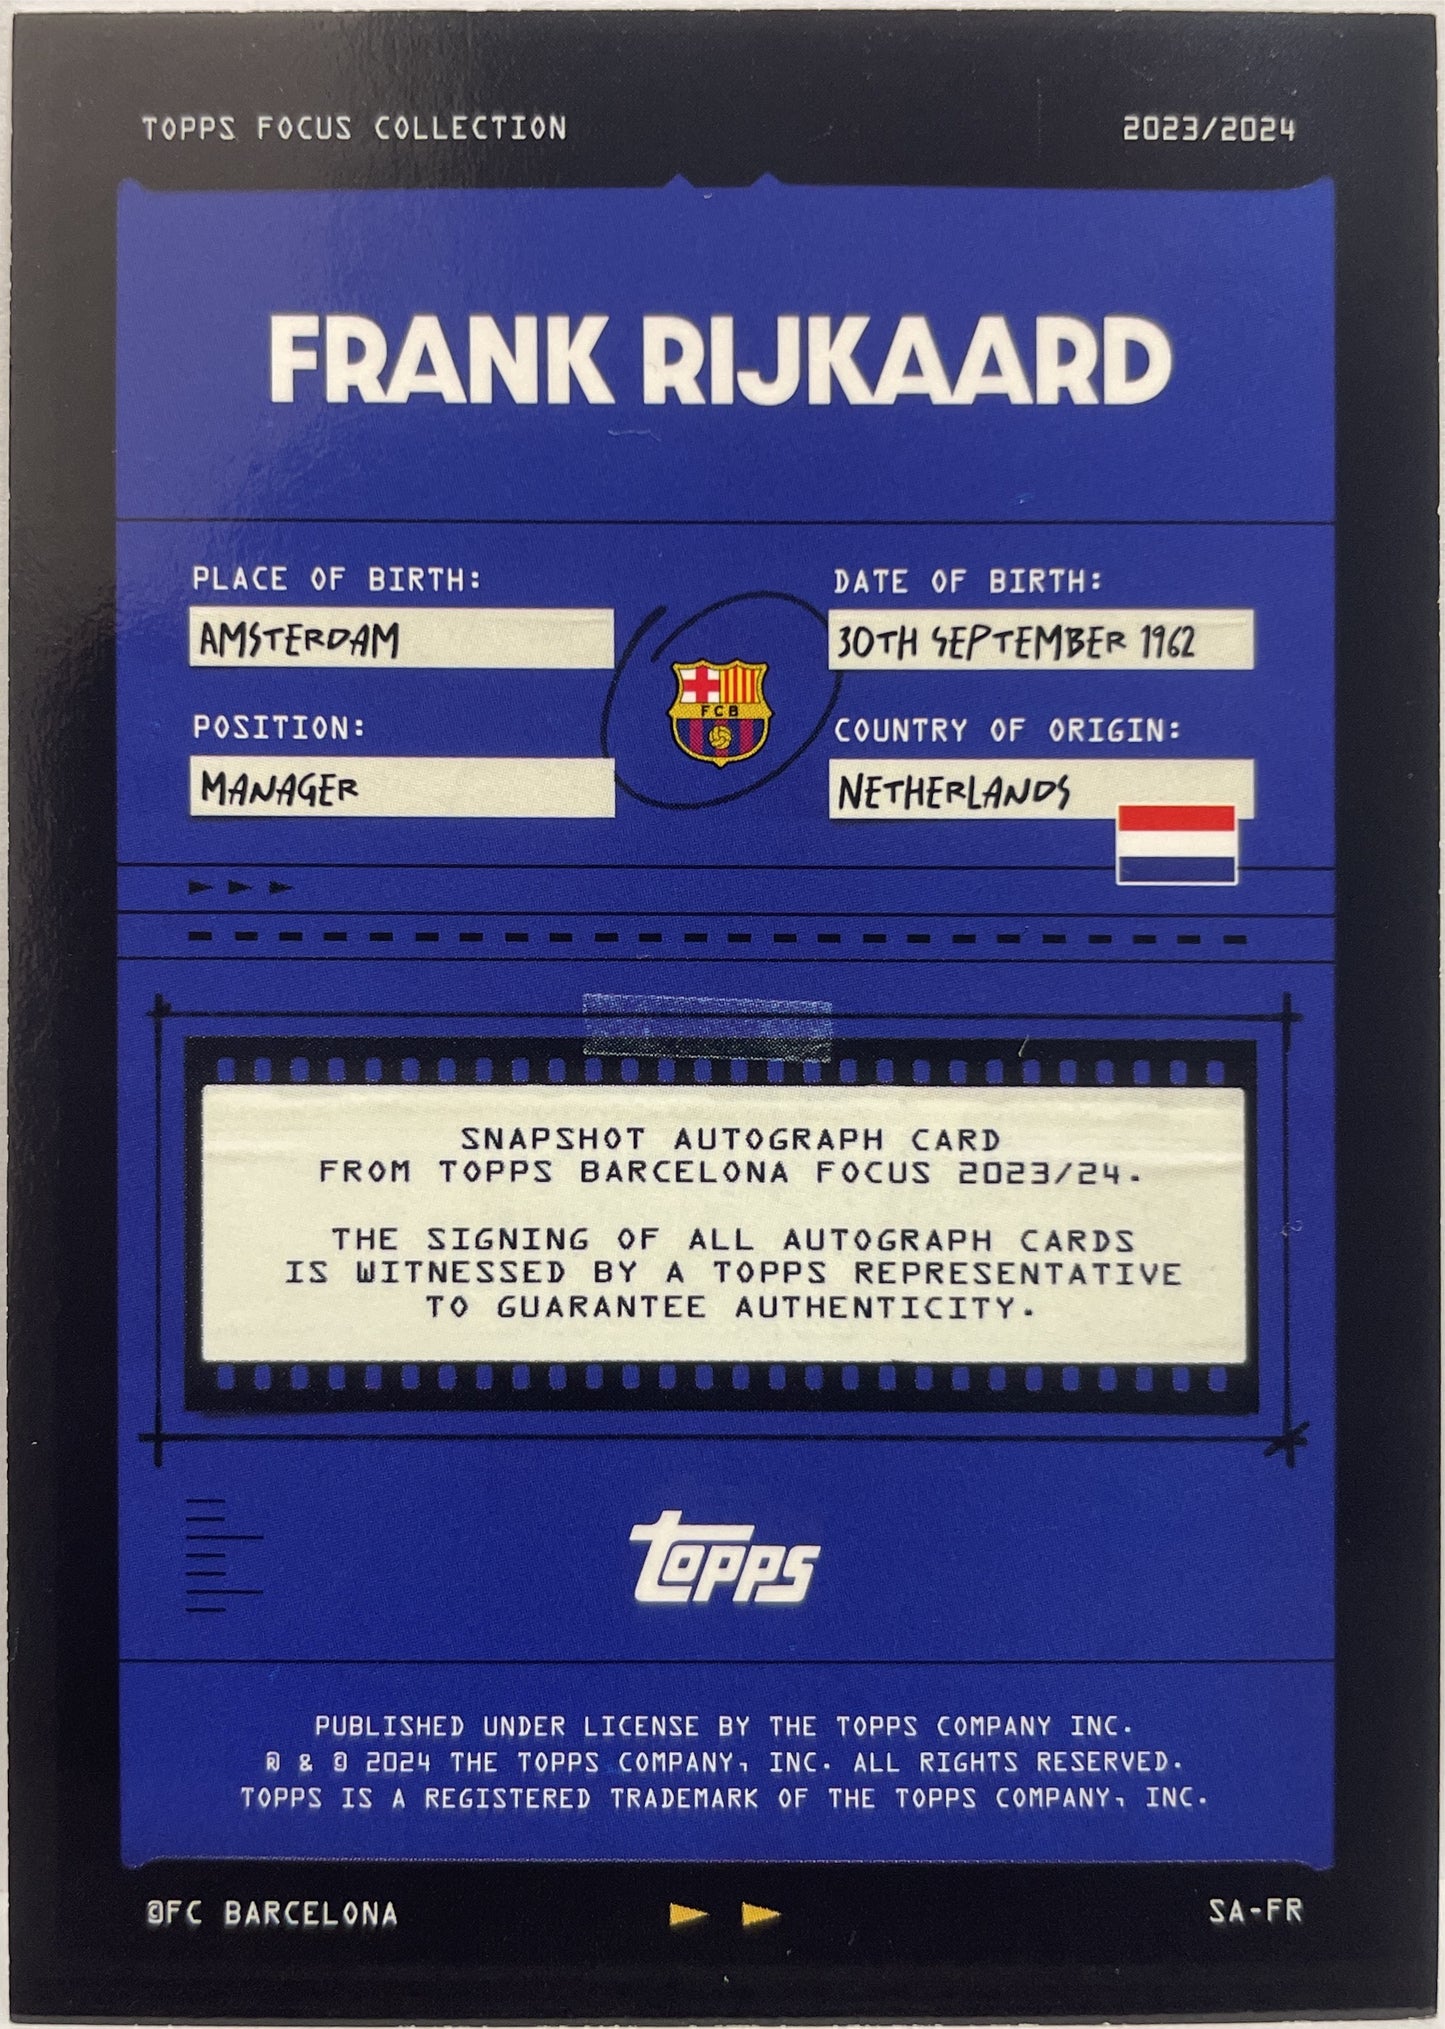 TOPPS FOCUS COLLECTION
2023/2024
FRANK RIJKAARD
PLACE OF BIRTH:
AMSTERDAM
DATE OF BIRTH:
30TH SEPTEMBER 1962
FCB
POSITION:
MANAGER
COUNTRY OF ORIGIN:
NETHERLANDS
SNAPSHOT AUTOGRAPH CARD
FROM TOPPS BARCELONA FOCUS 2023/24.
THE SIGNING OF ALL AUTOGRAPH CARDS
IS WITNESSED BY A TOPPS REPRESENTATIVE
TO GUARANTEE AUTHENTICITY.
topps
PUBLISHED UNDER LICENSE BY THE TOPPS COMPANY INC.
® & © 2024 THE TOPPS COMPANY, INC. ALL RIGHTS RESERVED.
TOPPS IS A REGISTERED TRADEMARK OF THE TOPPS COMPANY, INC.
©FC BARCELONA
SA-FR